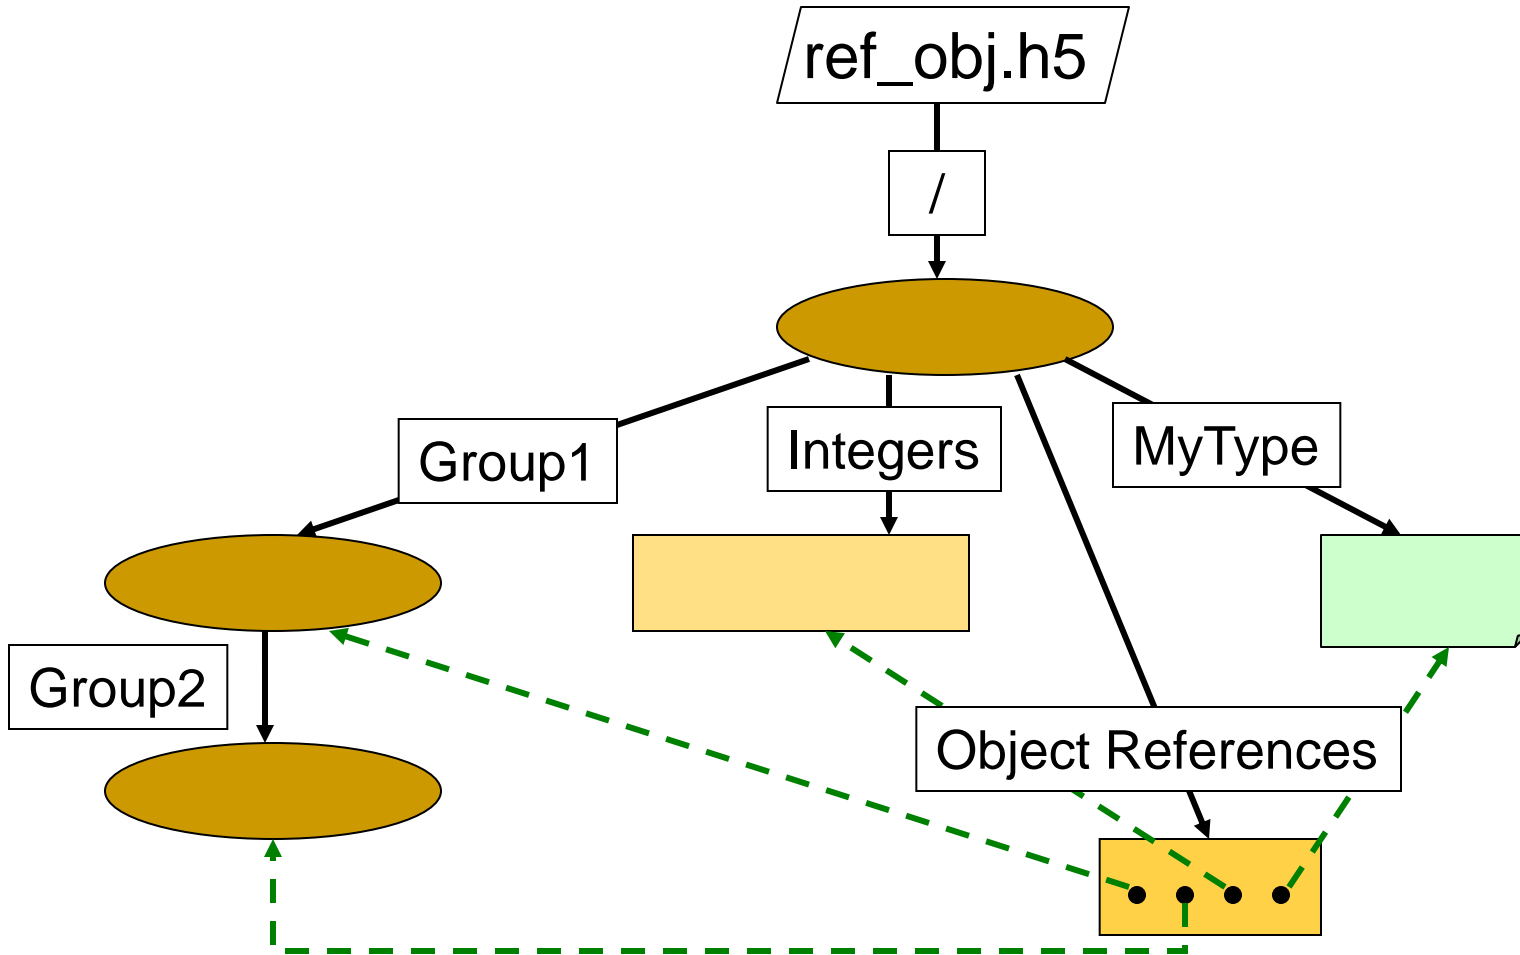 ref_obj.h5
/
Group1
Integers
MyType
Group2
Object References